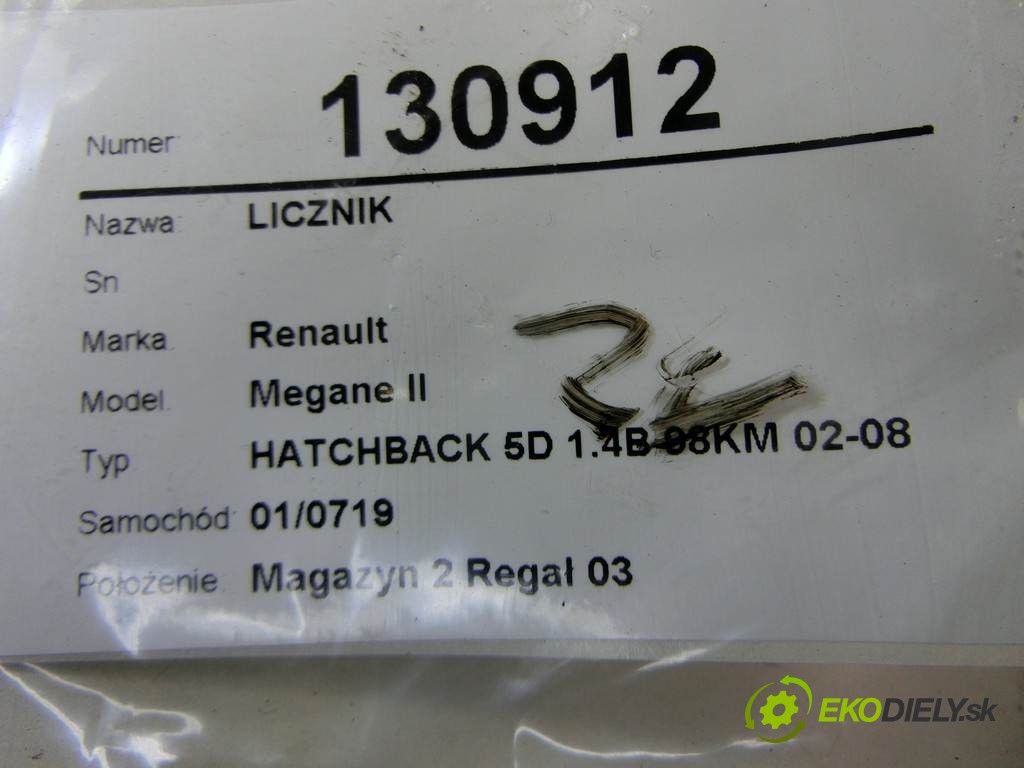 Numer: 130912
Nazwa: LICZNIK
Sn
Marka: Renault
Model: Megane II
Typ HATCHBACK 5D 1.4B 98KM 02-08
Samochód: 01/0719
Położenie: Magazyn 2 Regał 03
EKODIELY.sk